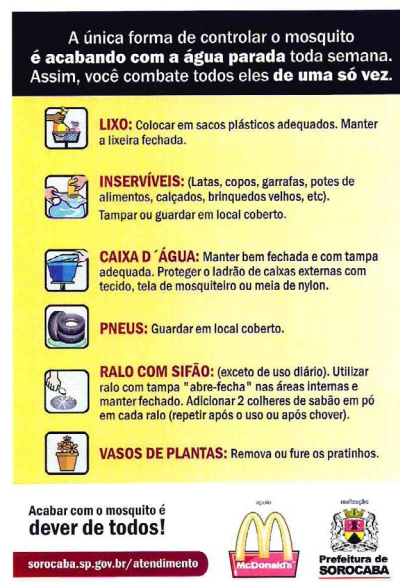 A única forma de controlar o mosquito
é acabando com a água parada toda semana.
Assim, você combate todos eles de uma só vez.
LIXO: Colocar em sacos plásticos adequados. Manter
a lixeira fechada.
INSERVÍVEIS: (Latas, copos, garrafas, potes de
alimentos, calçados, brinquedos velhos, etc).
Tampar ou guardar em local coberto.
CAIXA D´ÁGUA: Manter bem fechada e com tampa
adequada. Proteger o ladrão de caixas externas com
tecido, tela de mosquiteiro ou meia de nylon.
PNEUS: Guardar em local coberto.
RALO COM SIFÃO: (exceto de uso diário). Utilizar
ralo com tampa "abre-fecha" nas áreas internas e
manter fechado. Adicionar 2 colheres de sabão em pó
em cada ralo (repetir após o uso ou após chover).
VASOS DE PLANTAS: Remova ou fure os pratinhos.
Acabar com o mosquito é
dever de todos!
sorocaba.sp.gov.br/atendimento
apoio
McDonald's
realização
Prefeitura de
SOROCABA